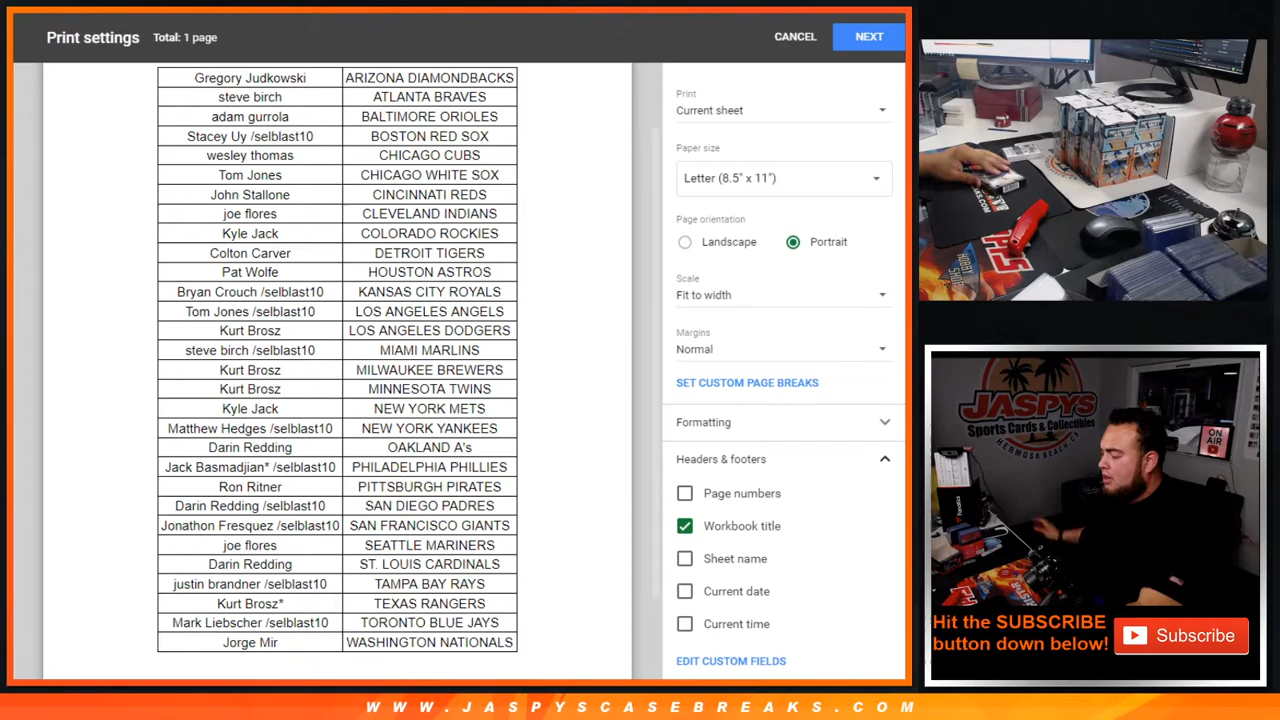 Print settings Total: 1 page CANCEL NEXT
Gregory Judkowski ARIZONA DIAMONDBACKS
steve birch ATLANTA BRAVES
adam gurrola BALTIMORE ORIOLES
Stacey Uy /selblast10 BOSTON RED SOX
wesley thomas CHICAGO CUBS
Tom Jones CHICAGO WHITE SOX
John Stallone CINCINNATI REDS
joe flores CLEVELAND INDIANS
Kyle Jack COLORADO ROCKIES
Colton Carver DETROIT TIGERS
Pat Wolfe HOUSTON ASTROS
Bryan Crouch /selblast10 KANSAS CITY ROYALS
Tom Jones /selblast10 LOS ANGELES ANGELS
Kurt Brosz LOS ANGELES DODGERS
steve birch /selblast10 MIAMI MARLINS
Kurt Brosz MILWAUKEE BREWERS
Kurt Brosz MINNESOTA TWINS
Kyle Jack NEW YORK METS
Matthew Hedges /selblast10 NEW YORK YANKEES
Darin Redding OAKLAND A's
Jack Basmadjian* /selblast10 PHILADELPHIA PHILLIES
Ron Ritner PITTSBURGH PIRATES
Darin Redding /selblast10 SAN DIEGO PADRES
Jonathon Fresquez /selblast10 SAN FRANCISCO GIANTS
joe flores SEATTLE MARINERS
Darin Redding ST. LOUIS CARDINALS
justin brandner /selblast10 TAMPA BAY RAYS
Kurt Brosz* TEXAS RANGERS
Mark Liebscher /selblast10 TORONTO BLUE JAYS
Jorge Mir WASHINGTON NATIONALS
Print
Current sheet
Paper size
Letter (8.5" x 11")
Page orientation
Landscape Portrait
Scale
Fit to width
Margins
Normal
SET CUSTOM PAGE BREAKS
Formatting
Headers & footers
Page numbers
Workbook title
Sheet name
Current date
Current time
EDIT CUSTOM FIELDS
HOBBY
SHOP
JASPYS
Sports Cards & Collectibles
HERMOSA BEACH, CA
ON
AIR
Fanatics
Hit the SUBSCRIBE
button down below!
Subscribe
WWW.JASPYSCASEBREAKS.COM